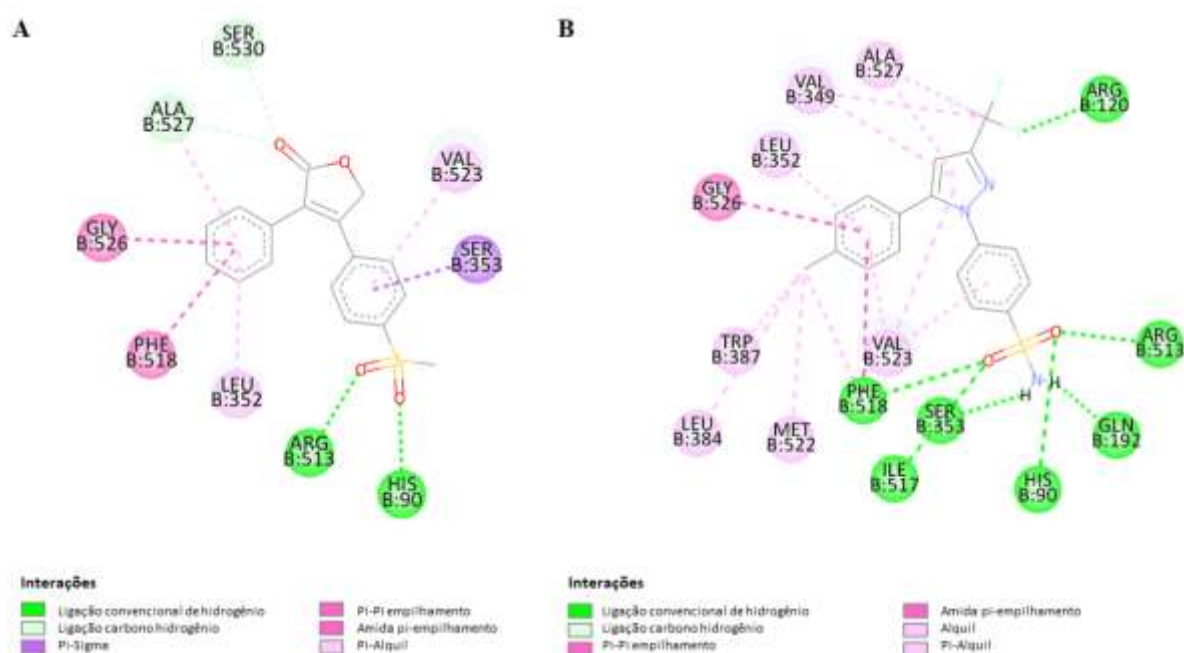 A
SER
B:530
ALA
B:527
VAL
B:523
GLY
B:526
SER
B:353
PHE
B:518
LEU
B:352
ARG
B:513
HIS
B:90
O
O
S
O
O
Interações
Ligação convencional de hidrogênio
Ligação carbono hidrogênio
Pi-Sigma
Pi-Pi empilhamento
Amida pi-empilhamento
Pi-Alquil
B
ALA
B:527
VAL
B:349
ARG
B:120
LEU
B:352
GLY
B:526
N
N
TRP
B:387
VAL
B:523
ARG
B:513
PHE
B:518
SER
B:353
O
S
O
N
H
H
LEU
B:384
MET
B:522
GLN
B:192
ILE
B:517
HIS
B:90
Interações
Ligação convencional de hidrogênio
Ligação carbono hidrogênio
Pi-Pi empilhamento
Amida pi-empilhamento
Alquil
Pi-Alquil